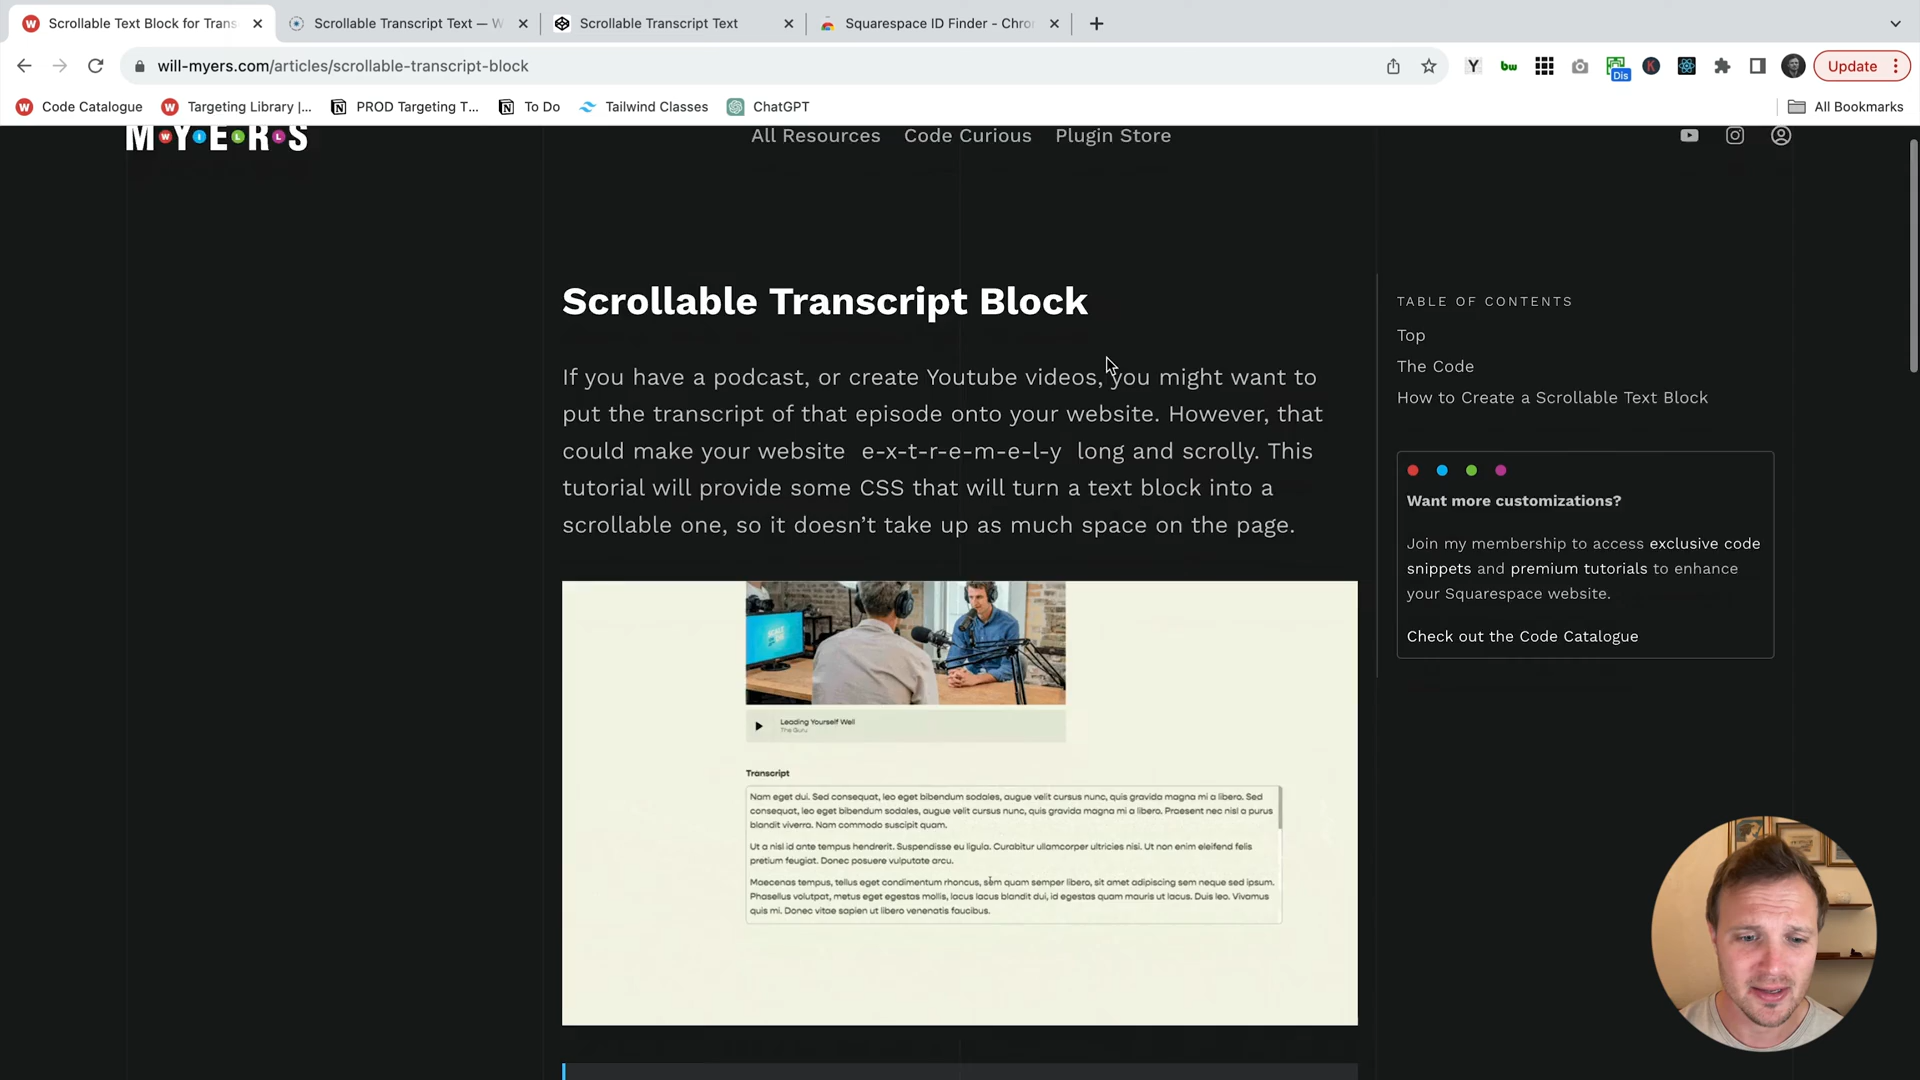 Scrollable Text Block for Trans
Scrollable Transcript Text — W
Scrollable Transcript Text
Squarespace ID Finder - Chro
will-myers.com/articles/scrollable-transcript-block
Y
bw
Dis
K
Update
Code Catalogue
Targeting Library |...
PROD Targeting T...
To Do
Tailwind Classes
ChatGPT
All Bookmarks
MYERS
All Resources
Code Curious
Plugin Store
Scrollable Transcript Block
If you have a podcast, or create Youtube videos, you might want to
put the transcript of that episode onto your website. However, that
could make your website e-x-t-r-e-m-e-l-y long and scrolly. This
tutorial will provide some CSS that will turn a text block into a
scrollable one, so it doesn’t take up as much space on the page.
Leading Yourself Well
The Guru
Transcript
Nam eget dui. Sed consequat, leo eget bibendum sodales, augue velit cursus nunc, quis gravida magna mi a libero. Sed
consequat, leo eget bibendum sodales, augue velit cursus nunc, quis gravida magna mi a libero. Praesent nec nisl a purus
blandit viverra. Nam commodo suscipit quam.
Ut a nisl id ante tempus hendrerit. Suspendisse eu ligula. Curabitur ullamcorper ultricies nisi. Ut non enim eleifend felis
pretium feugiat. Donec posuere vulputate arcu.
Maecenas tempus, tellus eget condimentum rhoncus, sem quam semper libero, sit amet adipiscing sem neque sed ipsum.
Phasellus volutpat, metus eget egestas mollis, lacus lacus blandit dui, id egestas quam mauris ut lacus. Duis leo. Vivamus
quis mi. Donec vitae sapien ut libero venenatis faucibus.
TABLE OF CONTENTS
Top
The Code
How to Create a Scrollable Text Block
Want more customizations?
Join my membership to access exclusive code
snippets and premium tutorials to enhance
your Squarespace website.
Check out the Code Catalogue